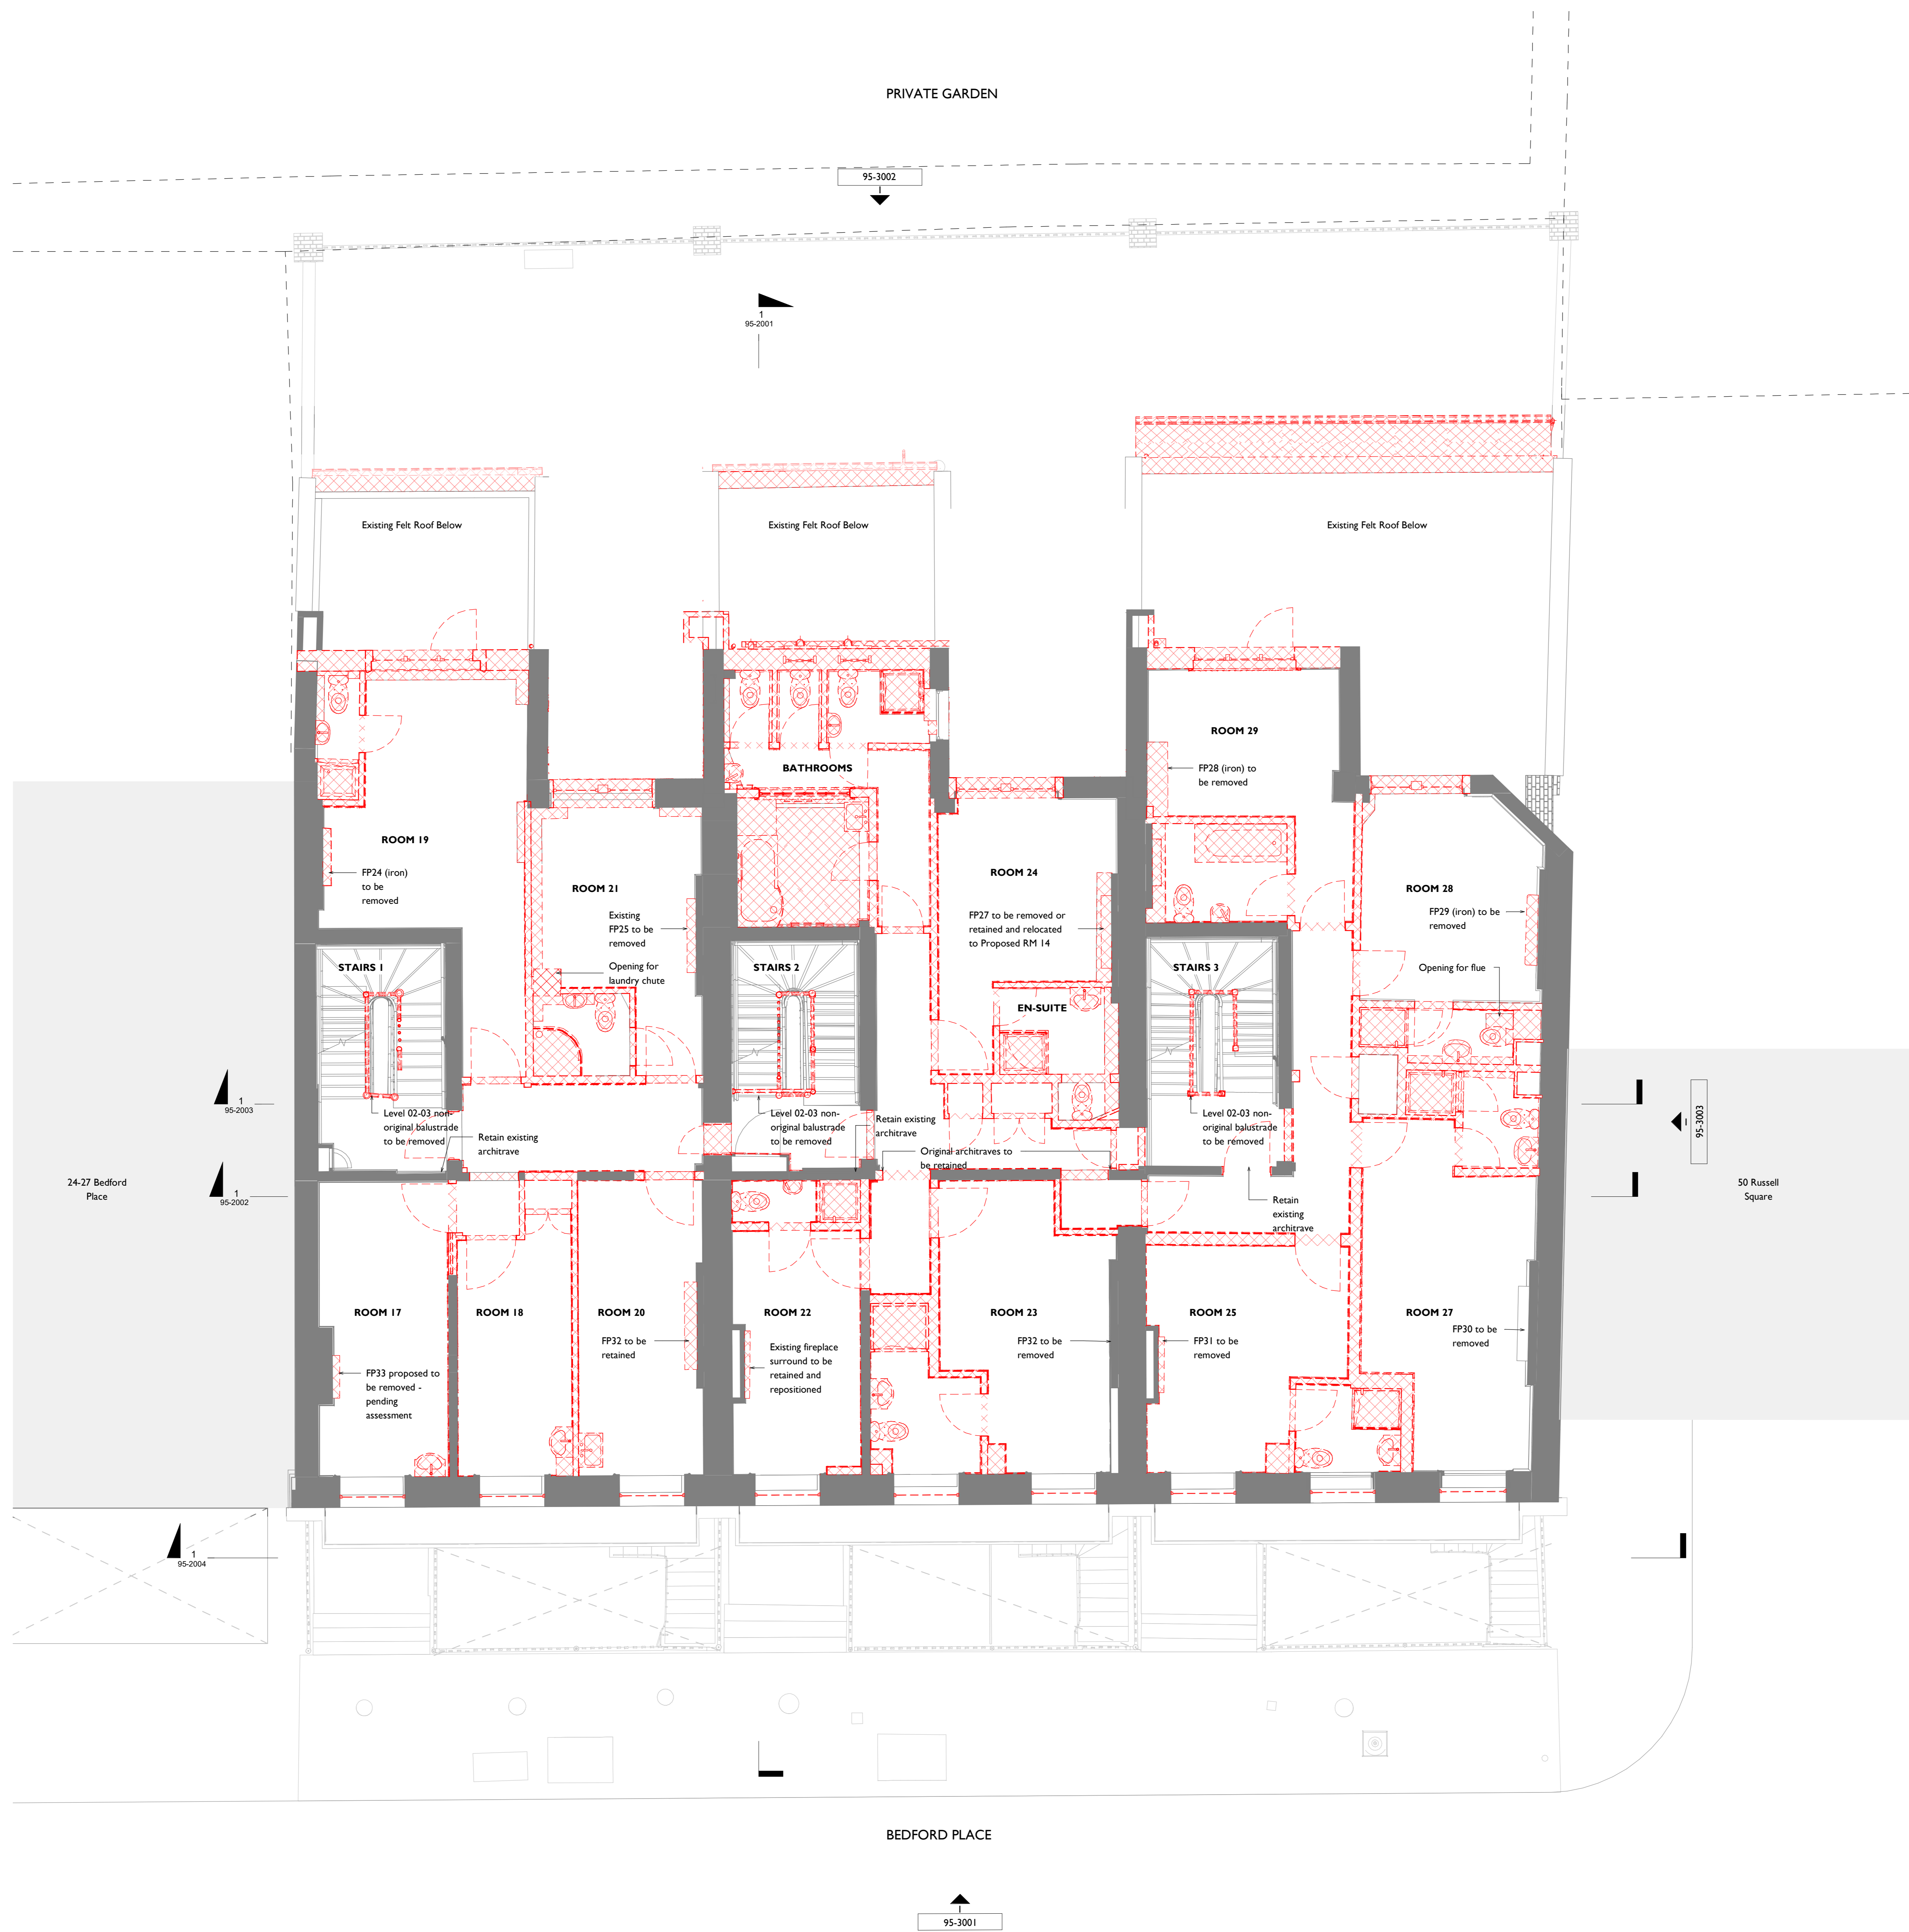 PRIVATE GARDEN
95-3002
1
95-2001
Existing Felt Roof Below
Existing Felt Roof Below
Existing Felt Roof Below
ROOM 29
FP28 (iron) to
be removed
BATHROOMS
ROOM 19
FP24 (iron)
to be
removed
ROOM 21
Existing
FP25 to be
removed
Opening for
laundry chute
ROOM 24
FP27 to be removed or
retained and relocated
to Proposed RM 14
ROOM 28
FP29 (iron) to be
removed
Opening for flue
STAIRS 1
STAIRS 2
STAIRS 3
EN-SUITE
1
95-2003
Level 02-03 non-
original balustrade
to be removed
Retain existing
architrave
Level 02-03 non-
original balustrade
to be removed
Retain existing
architrave
Original architraves to
be retained
Level 02-03 non-
original balustrade
to be removed
Retain
existing
architrave
95-3003
24-27 Bedford
Place
1
95-2002
50 Russell
Square
ROOM 17
FP33 proposed to
be removed -
pending
assessment
ROOM 18
ROOM 20
FP32 to be
retained
ROOM 22
Existing fireplace
surround to be
retained and
repositioned
ROOM 23
FP32 to be
removed
ROOM 25
FP31 to be
removed
ROOM 27
FP30 to be
removed
1
95-2004
BEDFORD PLACE
95-3001